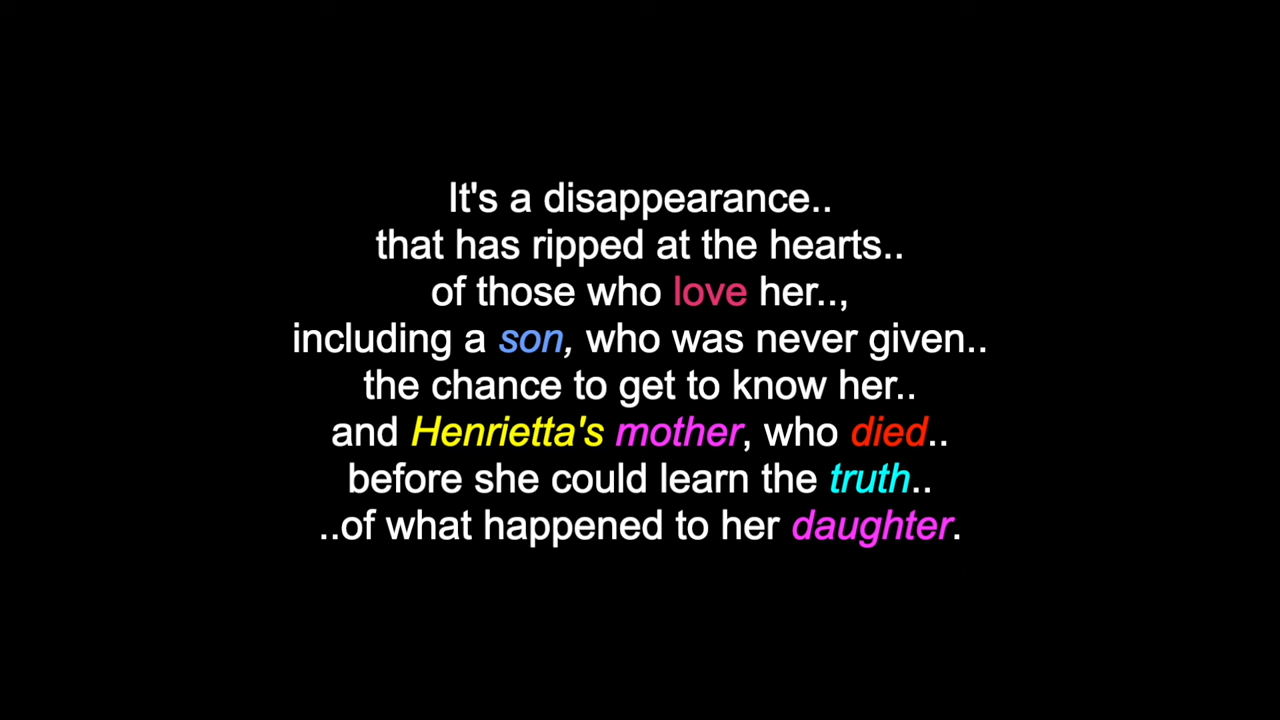 It's a disappearance..
that has ripped at the hearts..
of those who love her..,
including a son, who was never given..
the chance to get to know her..
and Henrietta's mother, who died..
before she could learn the truth..
..of what happened to her daughter.